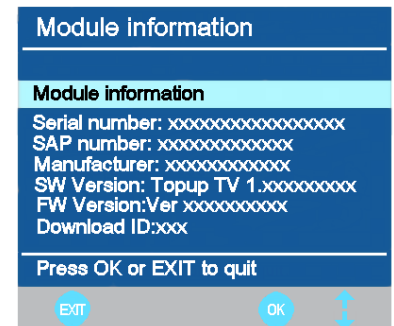 Module information
Module information
Serial number: xxxxxxxxxxxxxxxxx
SAP number: xxxxxxxxxxxxx
Manufacturer: xxxxxxxxxxxx
SW Version: Topup TV 1.xxxxxxxxx
FW Version:Ver xxxxxxxxxx
Download ID:xxx
Press OK or EXIT to quit
EXIT OK